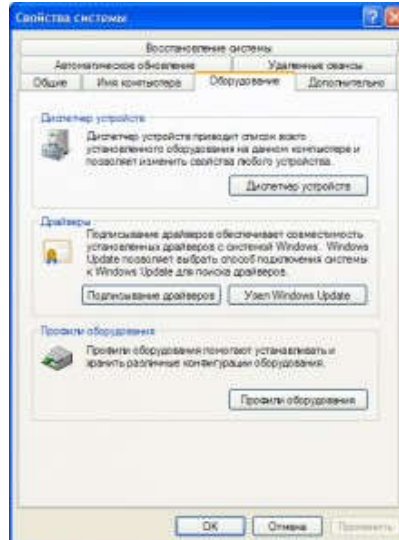 Свойства системы
Восстановление системы
Автоматическое обновление
Удаленные сеансы
Общие
Имя компьютера
Оборудование
Дополнительно
Диспетчер устройств
Диспетчер устройств приводит список всего
установленного оборудования на данном компьютере и
позволяет изменить свойства любого устройства.
Диспетчер устройств
Драйверы
Подписывание драйверов обеспечивает совместимость
установленных драйверов с системой Windows. Windows
Update позволяет выбрать способ подключения системы
к Windows Update для поиска драйверов.
Подписывание драйверов
Узел Windows Update
Профили оборудования
Профили оборудования помогают устанавливать и
хранить различные конфигурации оборудования.
Профили оборудования
OK
Отмена
Применить